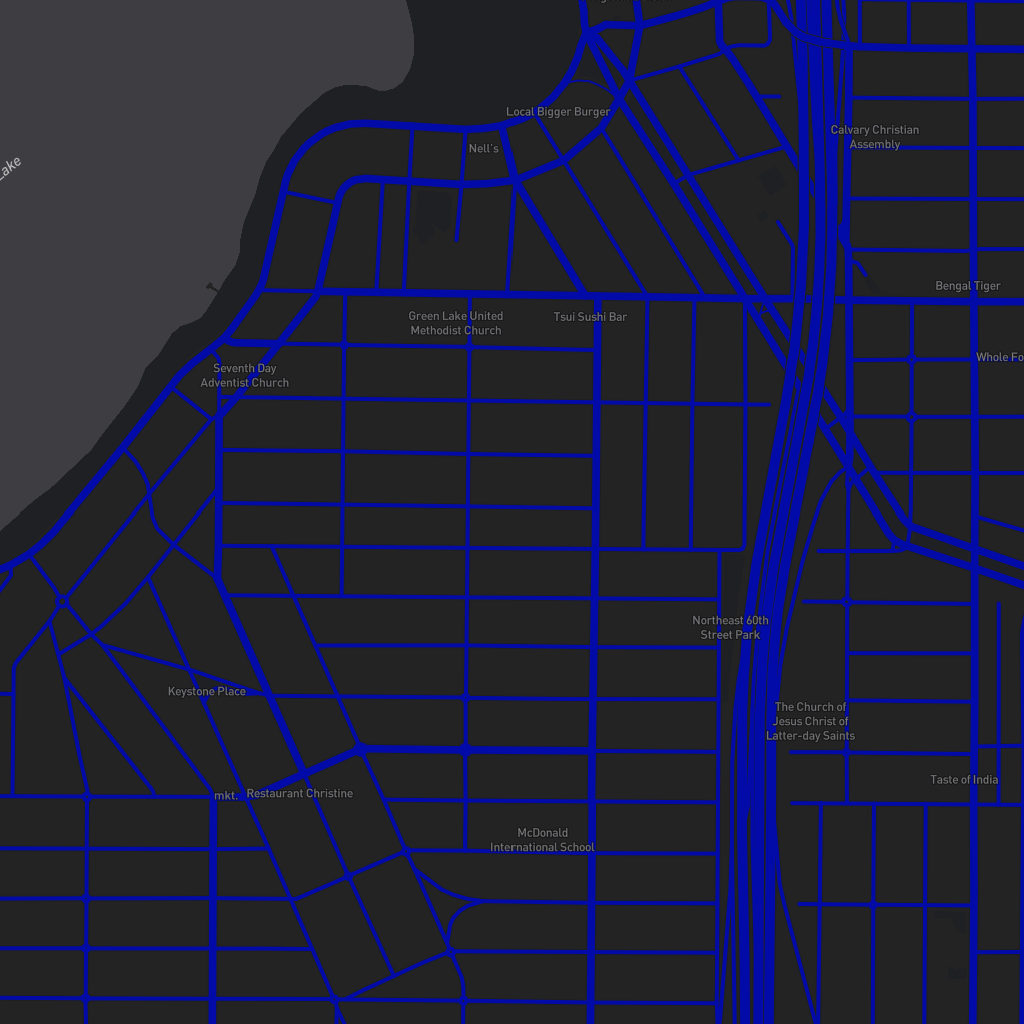 Local Bigger Burger
Nell's
Calvary Christian
Assembly
Lake
Bengal Tiger
Green Lake United
Methodist Church
Tsui Sushi Bar
Whole Fo
Seventh Day
Adventist Church
Northeast 60th
Street Park
Keystone Place
The Church of
Jesus Christ of
Latter-day Saints
Taste of India
mkt.
Restaurant Christine
McDonald
International School